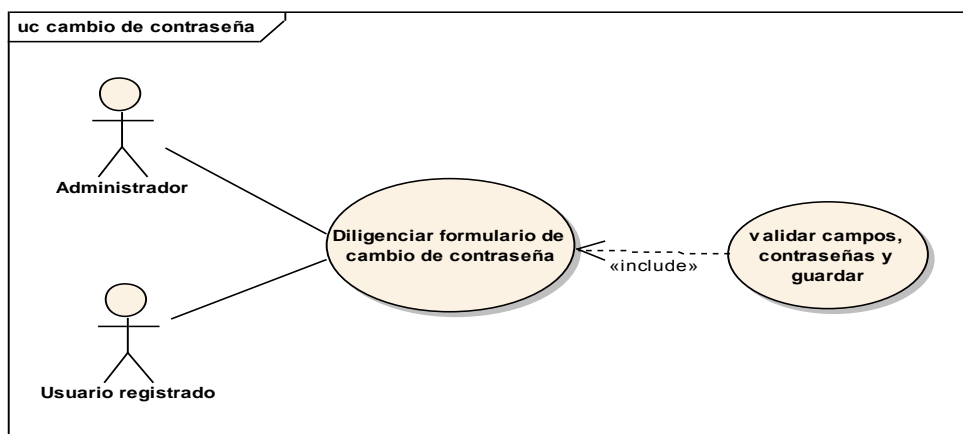 uc cambio de contraseña
Administrador
Diligenciar formulario de
cambio de contraseña
validar campos,
contraseñas y
guardar
«include»
Usuario registrado